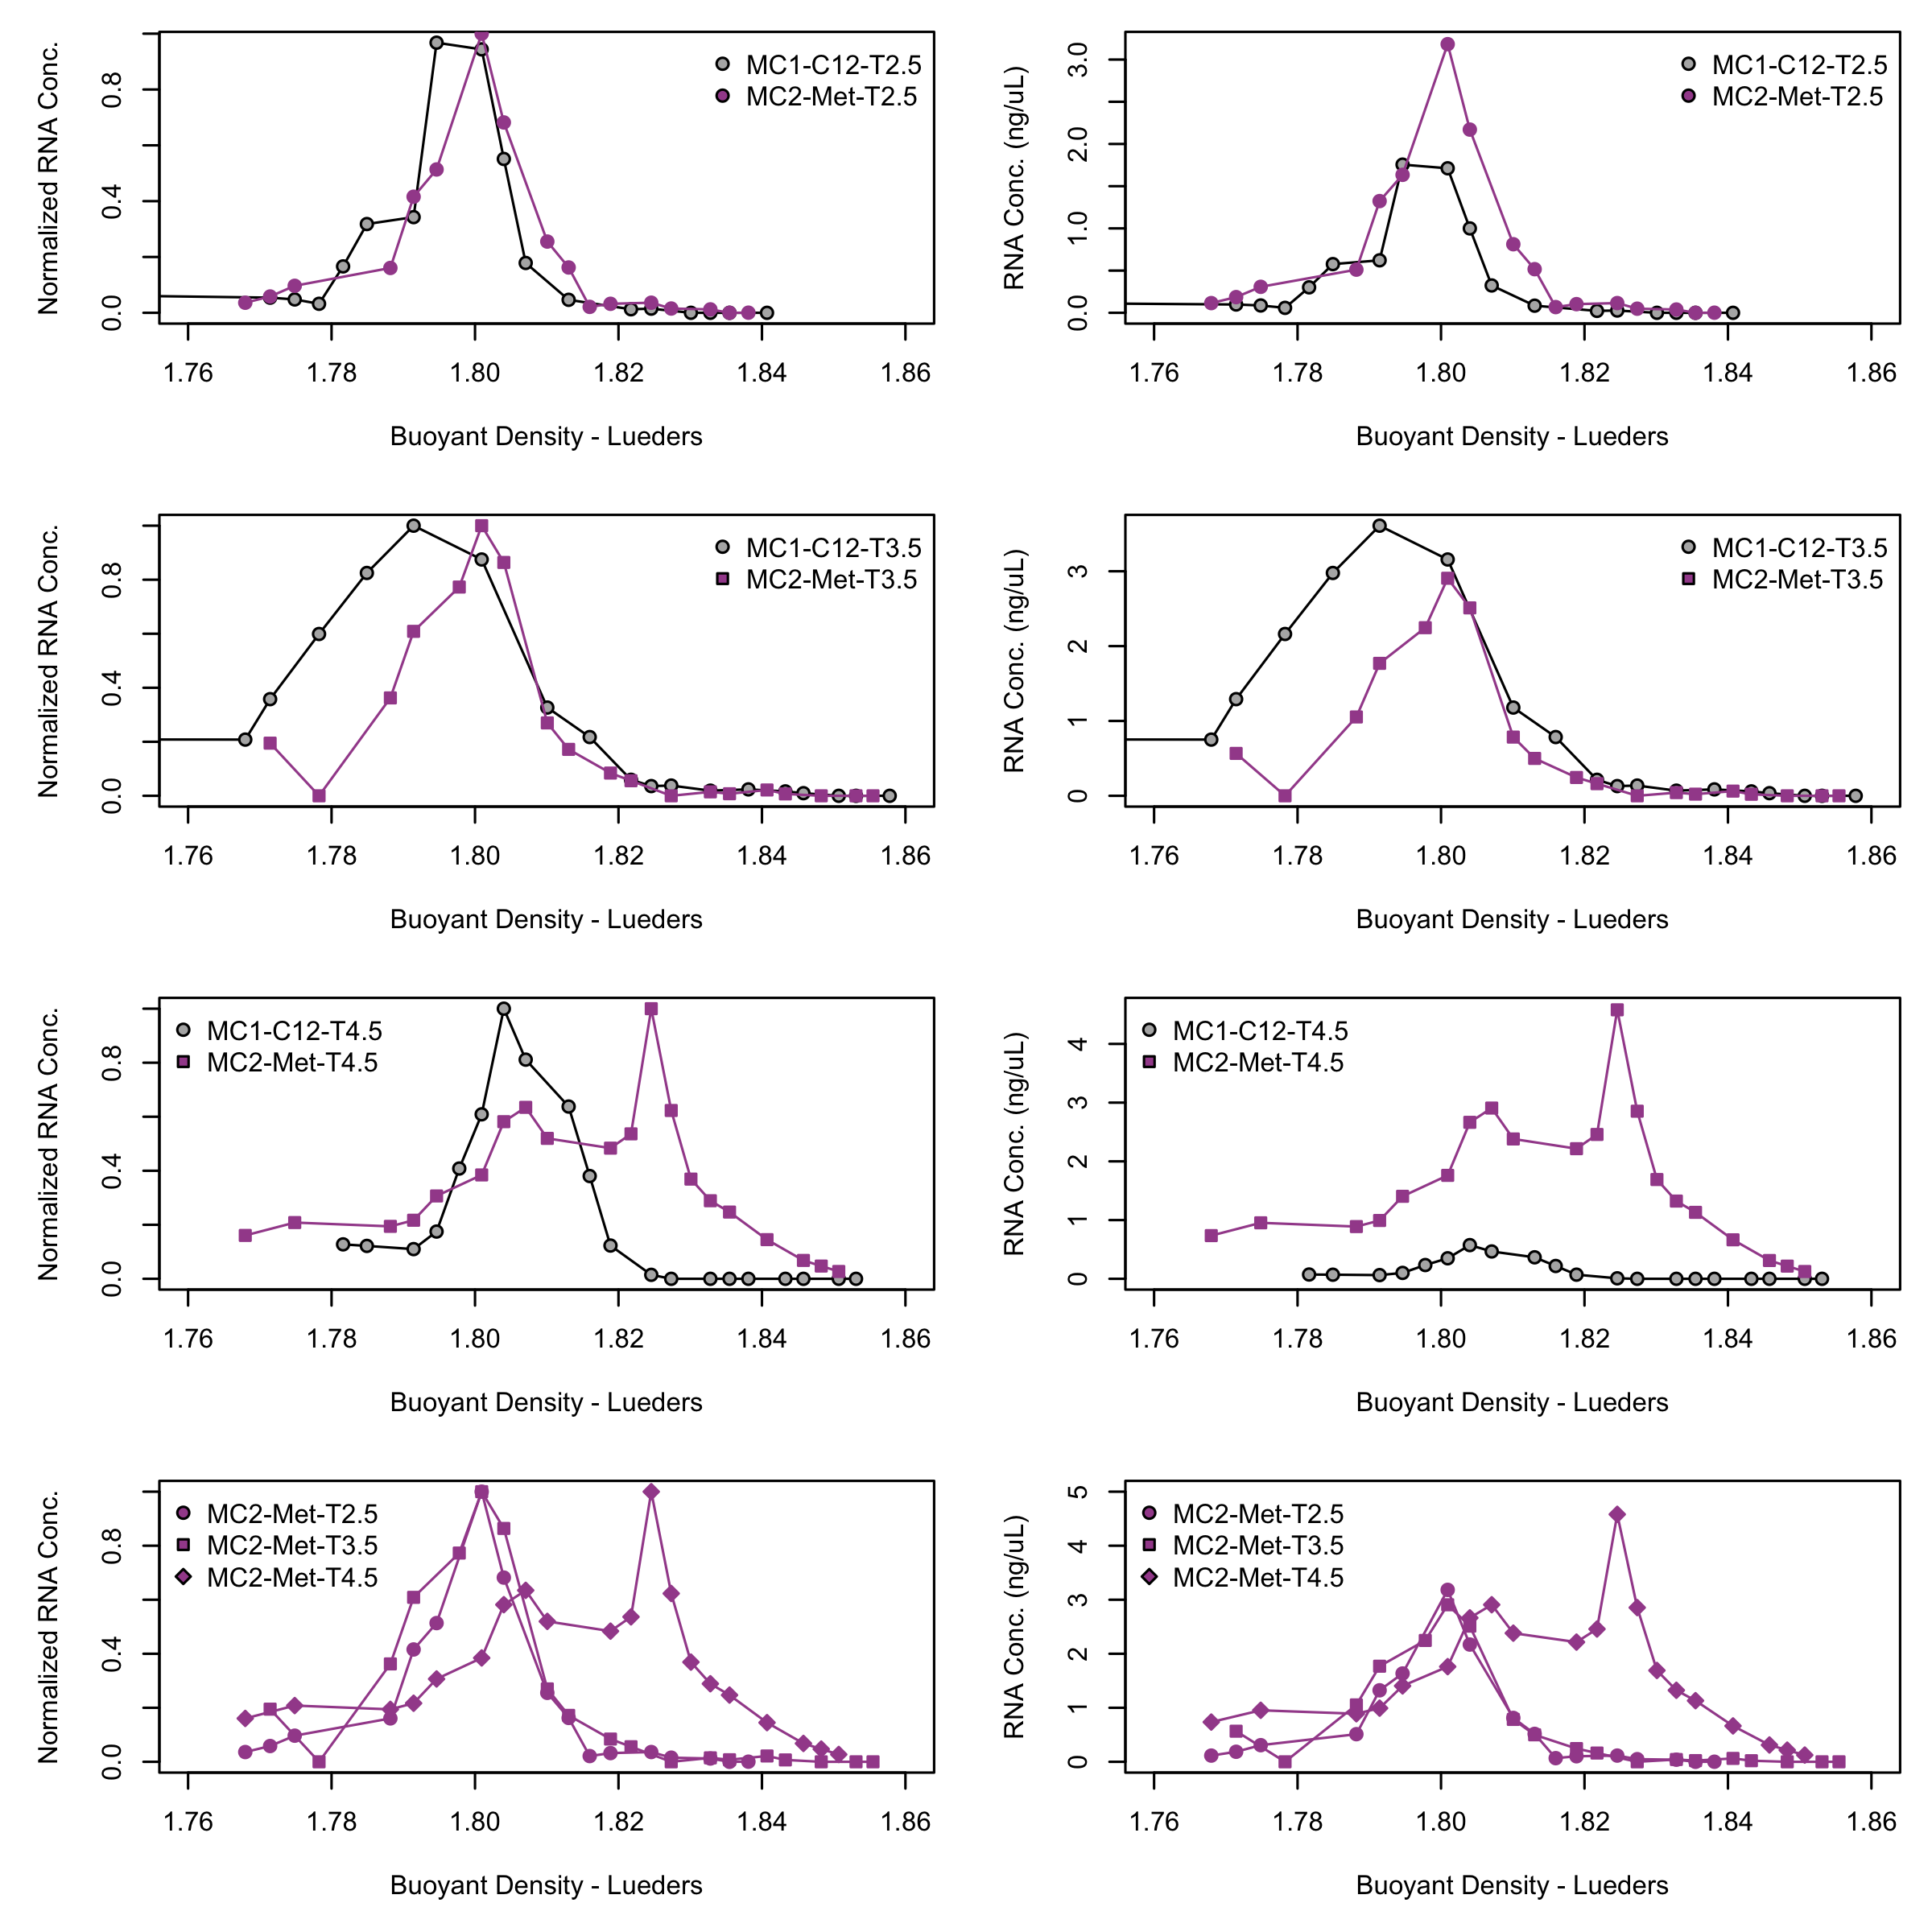 Normalized RNA Conc.
0.0 0.4 0.8
MC1-C12-T2.5
MC2-Met-T2.5
1.76 1.78 1.80 1.82 1.84 1.86
Buoyant Density - Lueders
RNA Conc. (ng/uL)
0.0 1.0 2.0 3.0
MC1-C12-T2.5
MC2-Met-T2.5
1.76 1.78 1.80 1.82 1.84 1.86
Buoyant Density - Lueders
Normalized RNA Conc.
0.0 0.4 0.8
MC1-C12-T3.5
MC2-Met-T3.5
1.76 1.78 1.80 1.82 1.84 1.86
Buoyant Density - Lueders
RNA Conc. (ng/uL)
0 1 2 3
MC1-C12-T3.5
MC2-Met-T3.5
1.76 1.78 1.80 1.82 1.84 1.86
Buoyant Density - Lueders
Normalized RNA Conc.
0.0 0.4 0.8
MC1-C12-T4.5
MC2-Met-T4.5
1.76 1.78 1.80 1.82 1.84 1.86
Buoyant Density - Lueders
RNA Conc. (ng/uL)
0 1 2 3 4
MC1-C12-T4.5
MC2-Met-T4.5
1.76 1.78 1.80 1.82 1.84 1.86
Buoyant Density - Lueders
Normalized RNA Conc.
0.0 0.4 0.8
MC2-Met-T2.5
MC2-Met-T3.5
MC2-Met-T4.5
1.76 1.78 1.80 1.82 1.84 1.86
Buoyant Density - Lueders
RNA Conc. (ng/uL)
0 1 2 3 4 5
MC2-Met-T2.5
MC2-Met-T3.5
MC2-Met-T4.5
1.76 1.78 1.80 1.82 1.84 1.86
Buoyant Density - Lueders